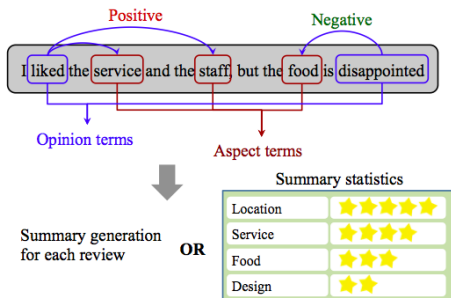 Positive
Negative
I liked the service and the staff, but the food is disappointed
Opinion terms
Aspect terms
Summary statistics
Summary generation
for each review
OR
Location
Service
Food
Design